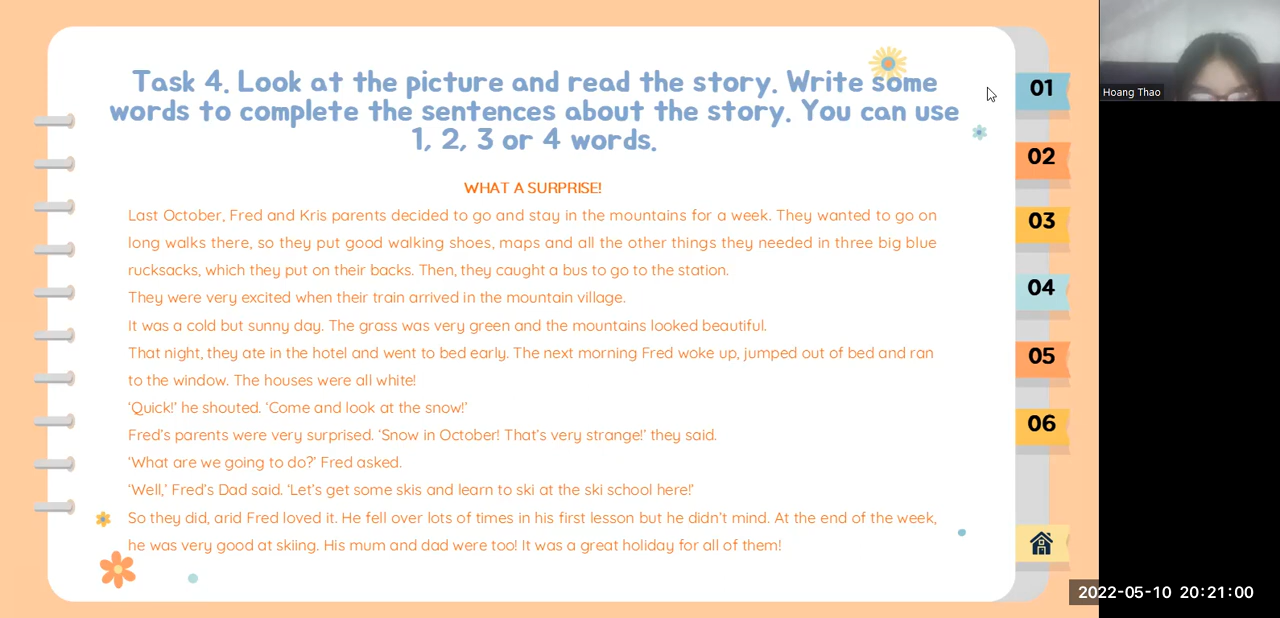 Task 4. Look at the picture and read the story. Write some
words to complete the sentences about the story. You can use
1, 2, 3 or 4 words.
WHAT A SURPRISE!
Last October, Fred and Kris parents decided to go and stay in the mountains for a week. They wanted to go on
long walks there, so they put good walking shoes, maps and all the other things they needed in three big blue
rucksacks, which they put on their backs. Then, they caught a bus to go to the station.
They were very excited when their train arrived in the mountain village.
It was a cold but sunny day. The grass was very green and the mountains looked beautiful.
That night, they ate in the hotel and went to bed early. The next morning Fred woke up, jumped out of bed and ran
to the window. The houses were all white!
‘Quick!’ he shouted. ‘Come and look at the snow!’
Fred’s parents were very surprised. ‘Snow in October! That’s very strange!’ they said.
‘What are we going to do?’ Fred asked.
‘Well,’ Fred’s Dad said. ‘Let’s get some skis and learn to ski at the ski school here!’
So they did, arid Fred loved it. He fell over lots of times in his first lesson but he didn’t mind. At the end of the week,
he was very good at skiing. His mum and dad were too! It was a great holiday for all of them!
01
02
03
04
05
06
Hoang Thao
2022-05-10 20:21:00